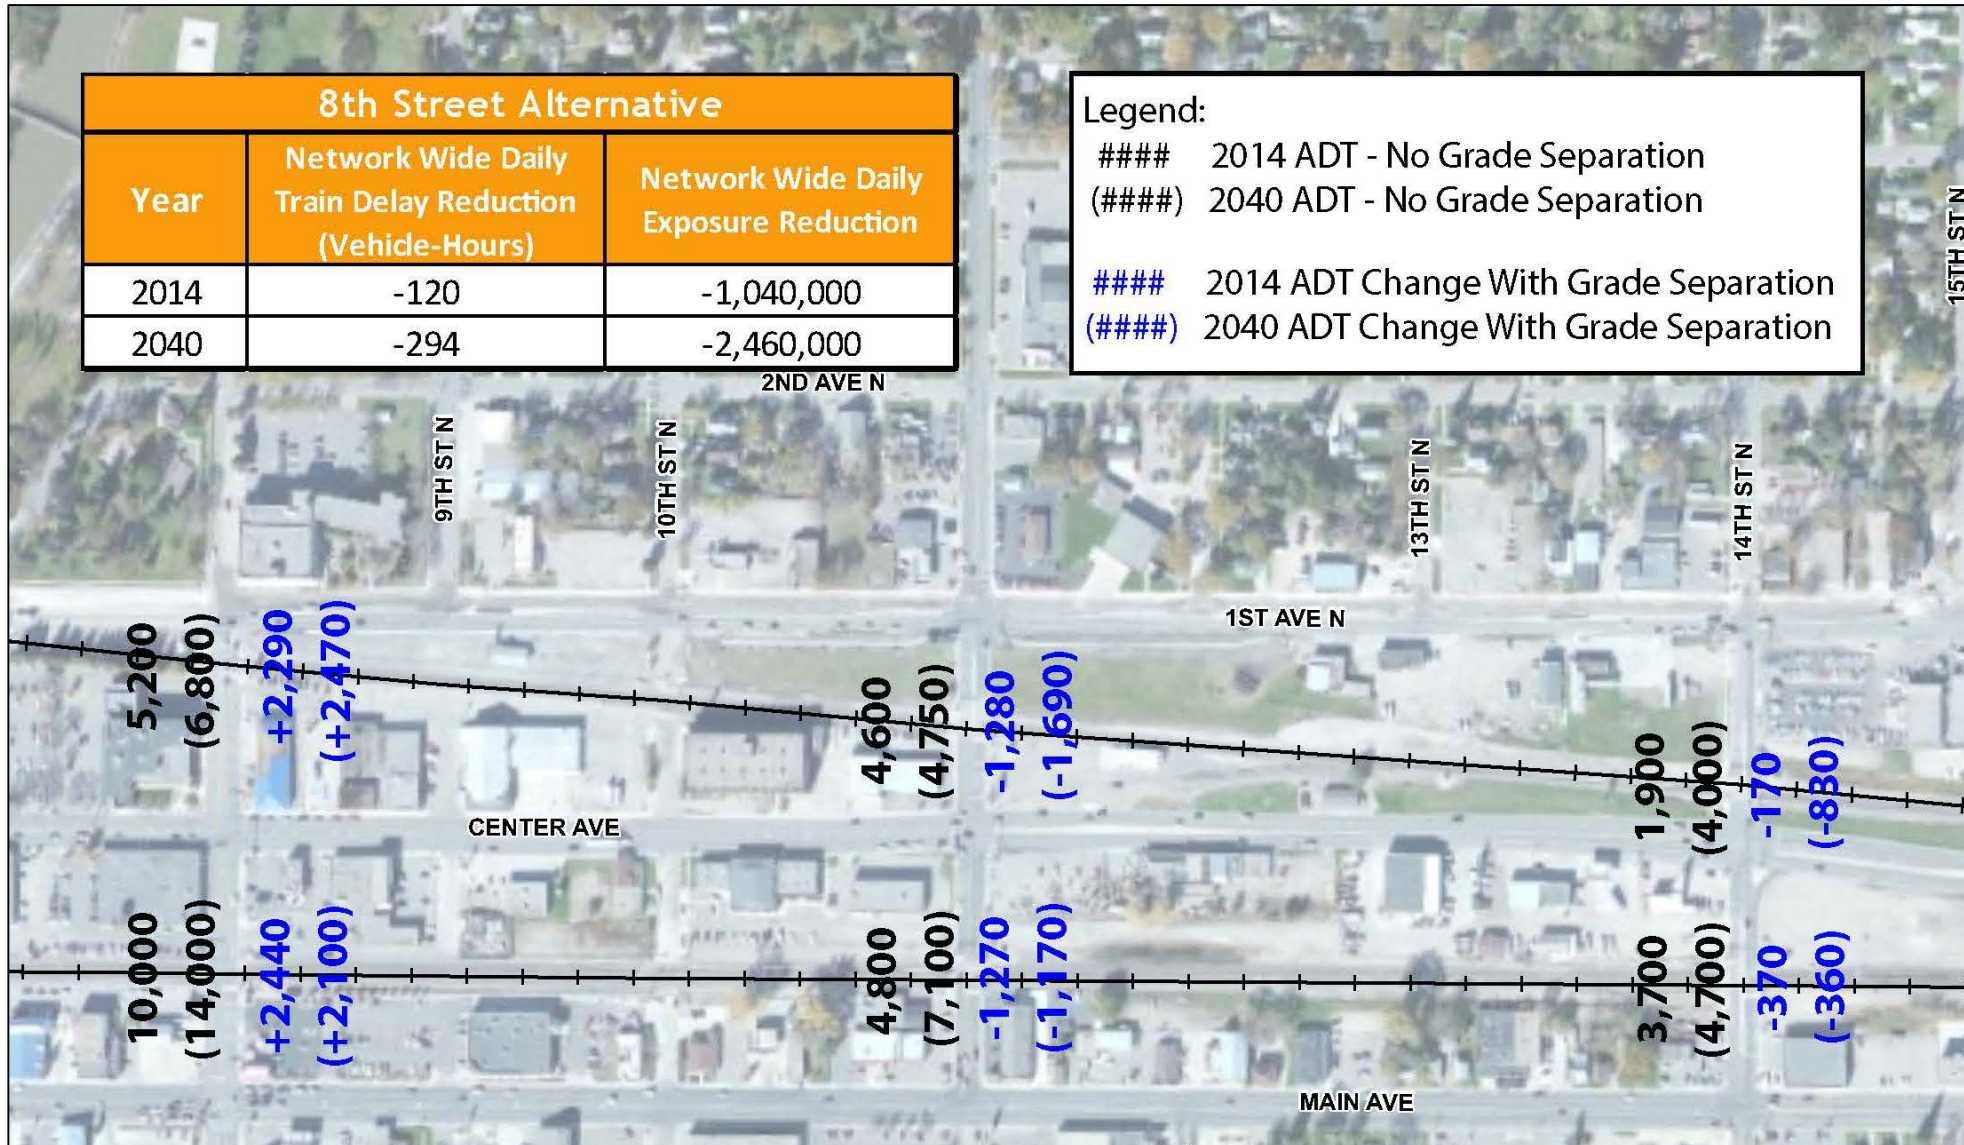 8th Street Alternative
Year
Network Wide Daily
Train Delay Reduction
(Vehicle-Hours)
Network Wide Daily
Exposure Reduction
2014 -120 -1,040,000
2040 -294 -2,460,000
Legend:
#### 2014 ADT - No Grade Separation
(####) 2040 ADT - No Grade Separation
#### 2014 ADT Change With Grade Separation
(####) 2040 ADT Change With Grade Separation
15TH ST N
2ND AVE N
9TH ST N
10TH ST N
13TH ST N
14TH ST N
1ST AVE N
5,200
(6,800)
+2,290
(+2,470)
4,600
(4,750)
-1,280
(-1,690)
1,900
(4,000)
-170
(-830)
CENTER AVE
10,000
(14,000)
+2,440
(+2,100)
4,800
(7,100)
-1,270
(-1,170)
3,700
(4,700)
-370
(-360)
MAIN AVE